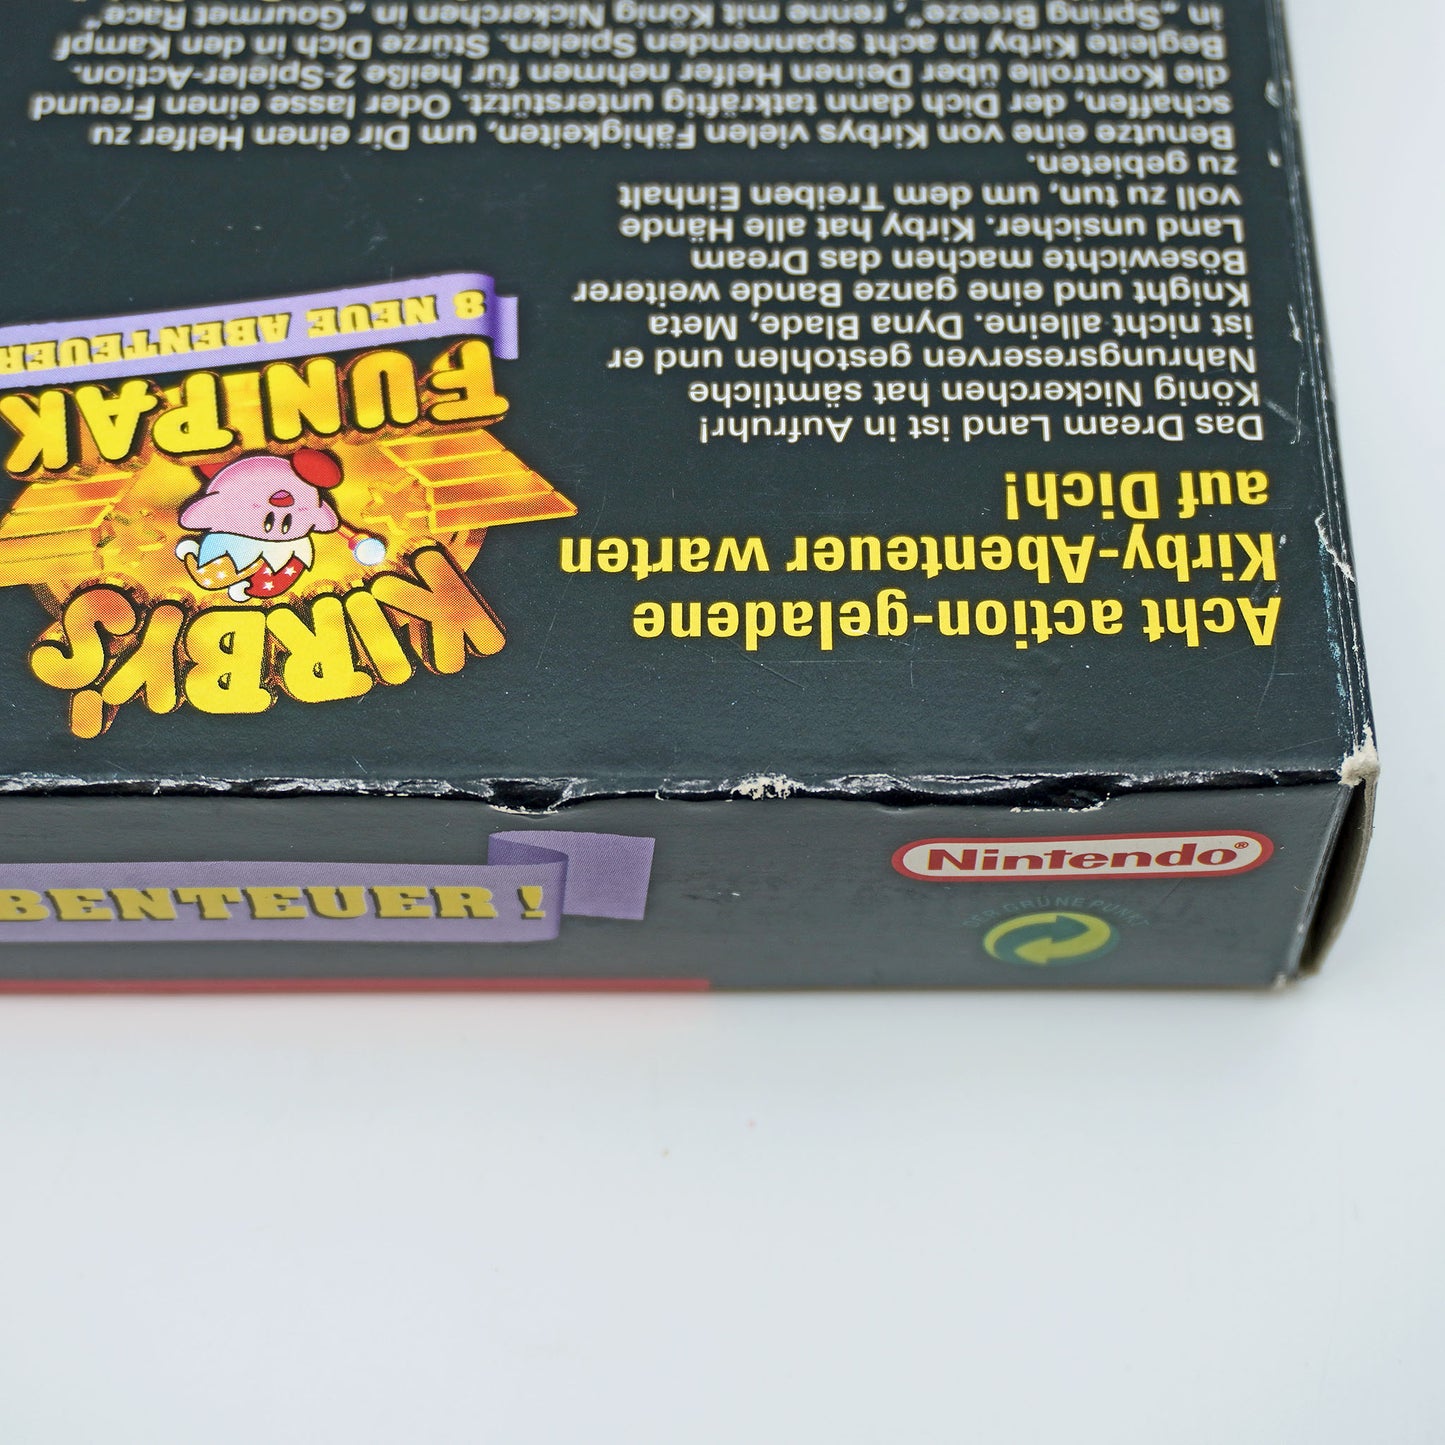 Acht action-geladene
Kirby-Abenteuer warten
auf Dich!
Das Dream Land ist in Aufruhr!
König Nickerchen hat sämtliche
Nahrungsreserven gestohlen und er
ist nicht alleine. Dyna Blade, Meta
Knight und eine ganze Bande weiterer
Bösewichte machen das Dream
Land unsicher. Kirby hat alle Hände
voll zu tun, um dem Treiben Einhalt
zu gebieten.
Benutze eine von Kirbys vielen Fähigkeiten, um Dir einen Helfer zu
schaffen, der Dich dann tatkräftig unterstützt. Oder lasse einen Freund
die Kontrolle über Deinen Helfer nehmen für heiße 2-Spieler-Action.
Begleite Kirby in acht spannenden Spielen. Stürze Dich in den Kampf
in „Spring Breeze”, renne mit König Nickerchen in „Gourmet Race”
KIRBY'S
FUN PAK
8 NEUE ABENTEUER
BENTEUER !
Nintendo®
DER GRÜNE PUNKT